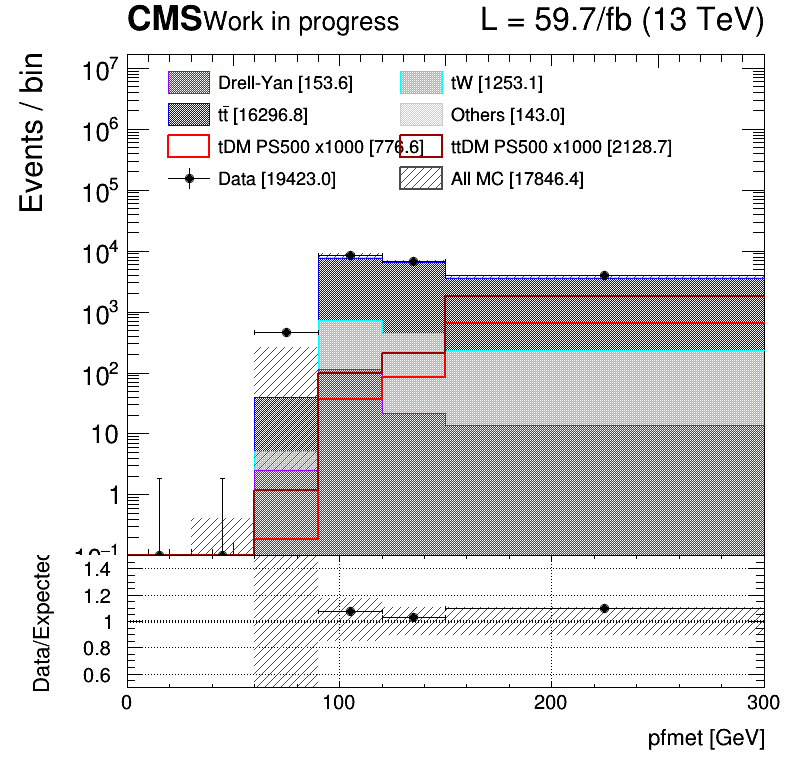 CMS Work in progress L = 59.7/fb (13 TeV)
Events / bin
10⁷
10⁶
10⁵
10⁴
10³
10²
10
1
10⁻¹
Drell-Yan [153.6]
tW [1253.1]
tt̄ [16296.8]
Others [143.0]
tDM PS500 x1000 [776.6]
ttDM PS500 x1000 [2128.7]
Data [19423.0]
All MC [17846.4]
Data/Expected
1.4
1.2
1
0.8
0.6
0 100 200 300
pfmet [GeV]